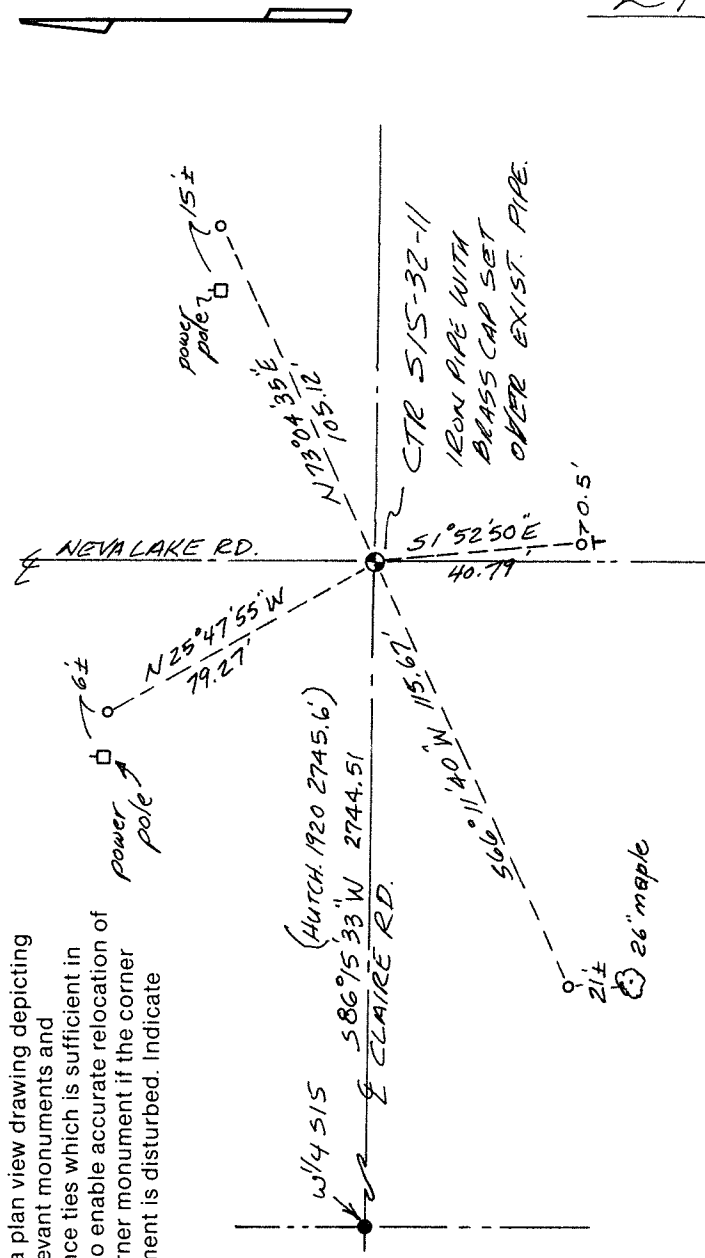 a plan view drawing depicting
evant monuments and
nce ties which is sufficient in
o enable accurate relocation of
rner monument if the corner
nent is disturbed. Indicate
power
pole
15'±
N73°04'35"E
105.12'
℄ NEVA LAKE RD.
6'±
power
pole
N25°47'55"W
79.27'
CTR S15-32-11
IRON PIPE WITH
BRASS CAP SET
OVER EXIST. PIPE.
W1/4 S15
(HUTCH. 1920 2745.6')
S86°15'33"W 2744.51
℄ CLAIRE RD.
S1°52'50"E
40.79'
T 0.5'
S66°11'40"W 115.67'
21'±
26" maple